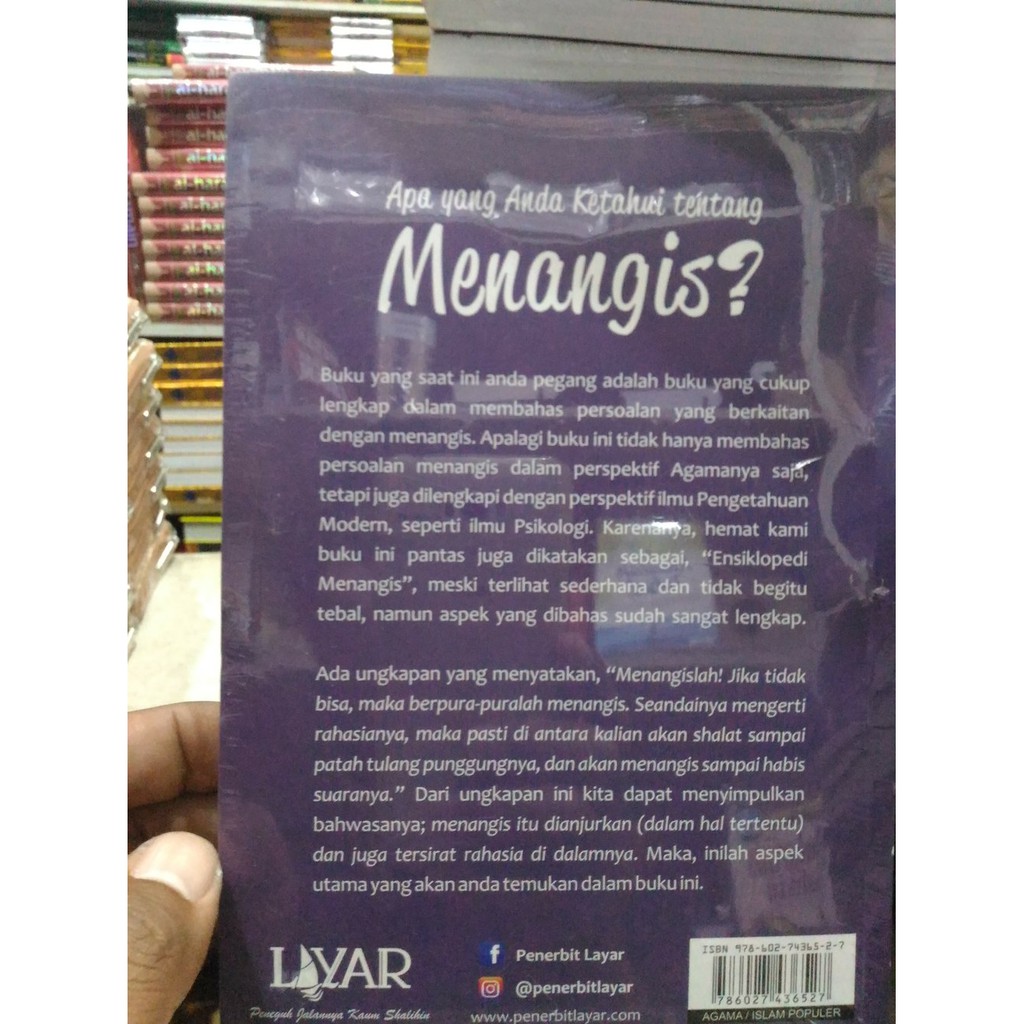 Apa yang Anda Ketahui tentang
Menangis?
Buku yang saat ini anda pegang adalah buku yang cukup
lengkap dalam membahas persoalan yang berkaitan
dengan menangis. Apalagi buku ini tidak hanya membahas
persoalan menangis dalam perspektif Agamanya saja,
tetapi juga dilengkapi dengan perspektif ilmu Pengetahuan
Modern, seperti ilmu Psikologi. Karenanya, hemat kami
buku ini pantas juga dikatakan sebagai, “Ensiklopedi
Menangis”, meski terlihat sederhana dan tidak begitu
tebal, namun aspek yang dibahas sudah sangat lengkap.
Ada ungkapan yang menyatakan, “Menangislah! Jika tidak
bisa, maka berpura-puralah menangis. Seandainya mengerti
rahasianya, maka pasti di antara kalian akan shalat sampai
patah tulang punggungnya, dan akan menangis sampai habis
suaranya.” Dari ungkapan ini kita dapat menyimpulkan
bahwasanya; menangis itu dianjurkan (dalam hal tertentu)
dan juga tersirat rahasia di dalamnya. Maka, inilah aspek
utama yang akan anda temukan dalam buku ini.
LAYAR
Peneguh Jalannya Kaum Shalihin
Penerbit Layar
@penerbitlayar
www.penerbitlayar.com
ISBN 978-602-74365-2-7
9786027436527
AGAMA / ISLAM POPULER